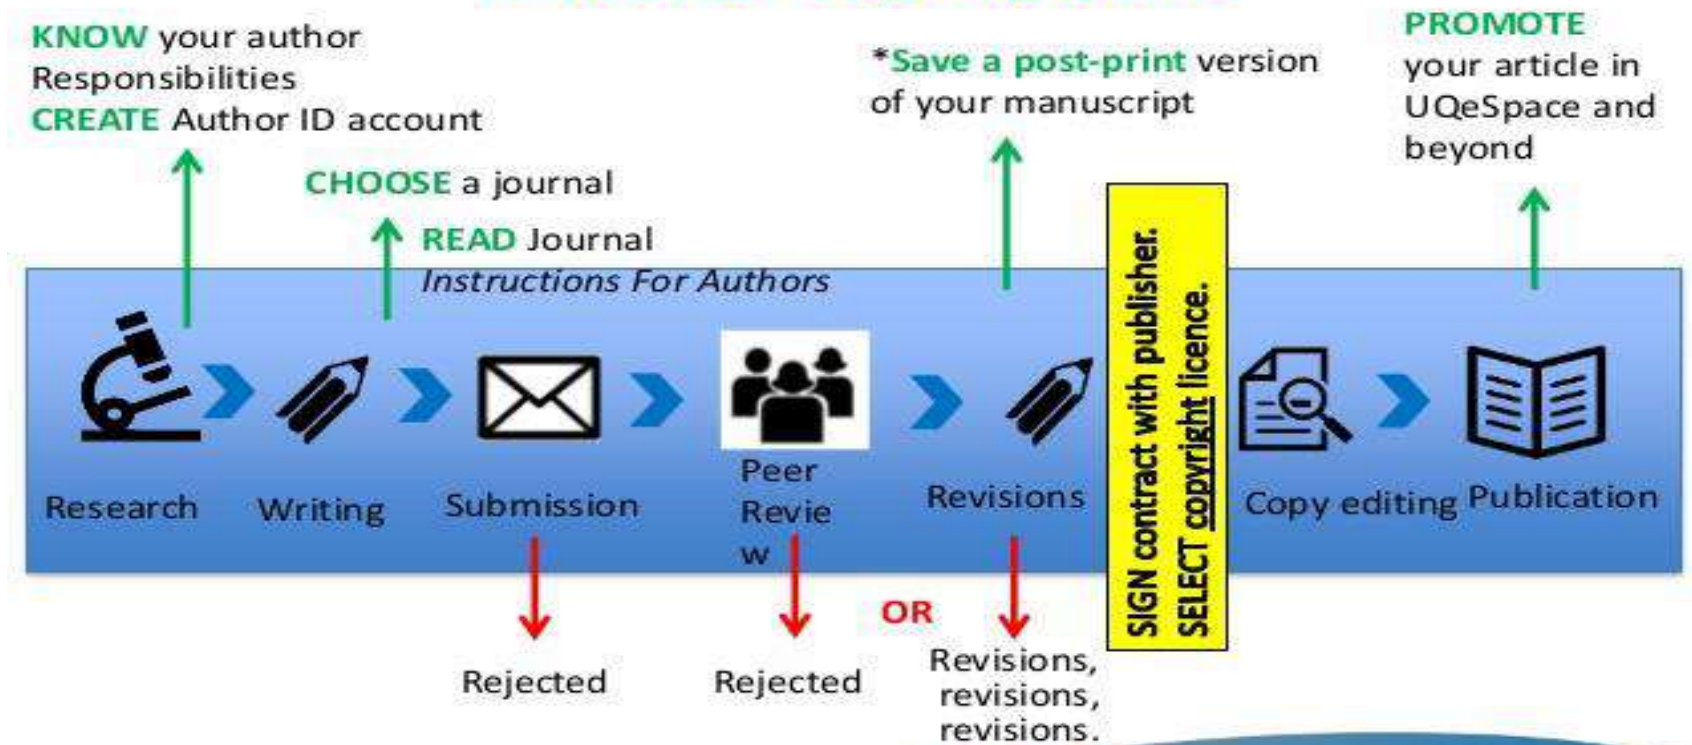 KNOW your author
Responsibilities
CREATE Author ID account
CHOOSE a journal
READ Journal
Instructions For Authors
*Save a post-print version
of your manuscript
PROMOTE
your article in
UQeSpace and
beyond
SIGN contract with publisher.
SELECT copyright licence.
Research
Writing
Submission
Peer
Revie
w
Revisions
Copy editing
Publication
Rejected
Rejected
OR
Revisions,
revisions,
revisions.